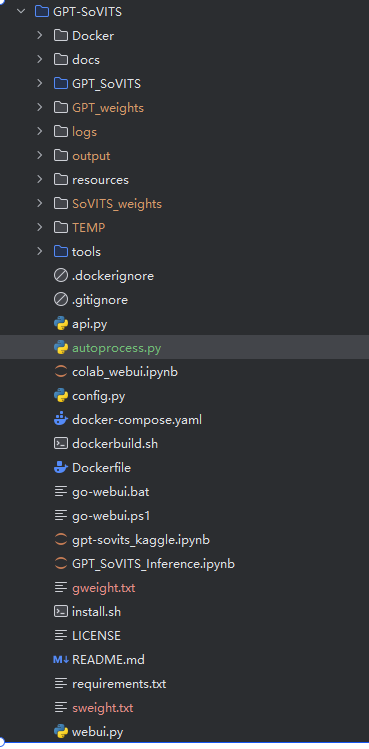 GPT-SoVITS
Docker
docs
GPT_SoVITS
GPT_weights
logs
output
resources
SoVITS_weights
TEMP
tools
.dockerignore
.gitignore
api.py
autoprocess.py
colab_webui.ipynb
config.py
docker-compose.yaml
dockerbuild.sh
Dockerfile
go-webui.bat
go-webui.ps1
gpt-sovits_kaggle.ipynb
GPT_SoVITS_Inference.ipynb
gweight.txt
install.sh
LICENSE
M↓ README.md
requirements.txt
sweight.txt
webui.py